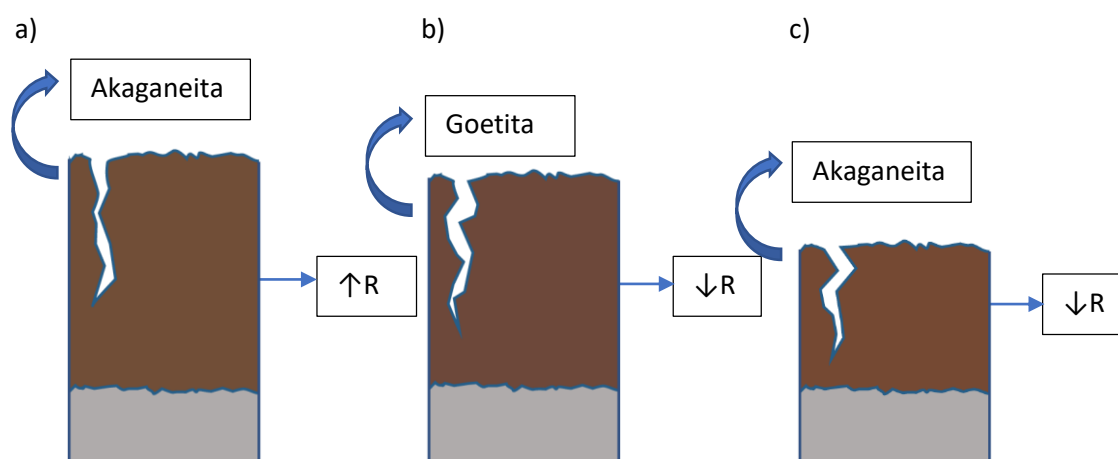 a)
Akaganeita
↑R
b)
Goetita
↓R
c)
Akaganeita
↓R